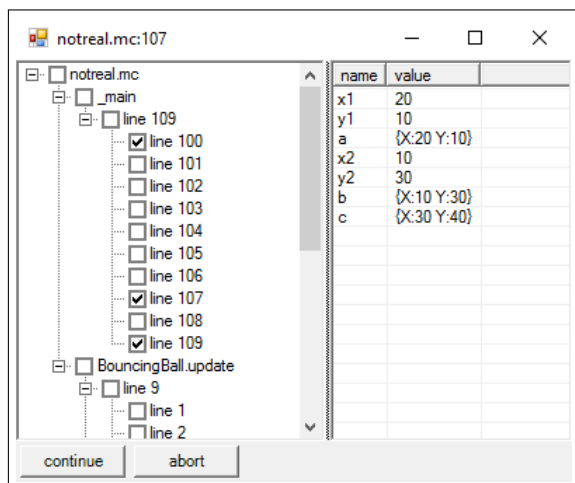 notreal.mc:107
notreal.mc
_main
line 109
line 100
line 101
line 102
line 103
line 104
line 105
line 106
line 107
line 108
line 109
BouncingBall.update
line 9
line 1
line 2
name value
x1 20
y1 10
a {X:20 Y:10}
x2 10
y2 30
b {X:10 Y:30}
c {X:30 Y:40}
continue abort